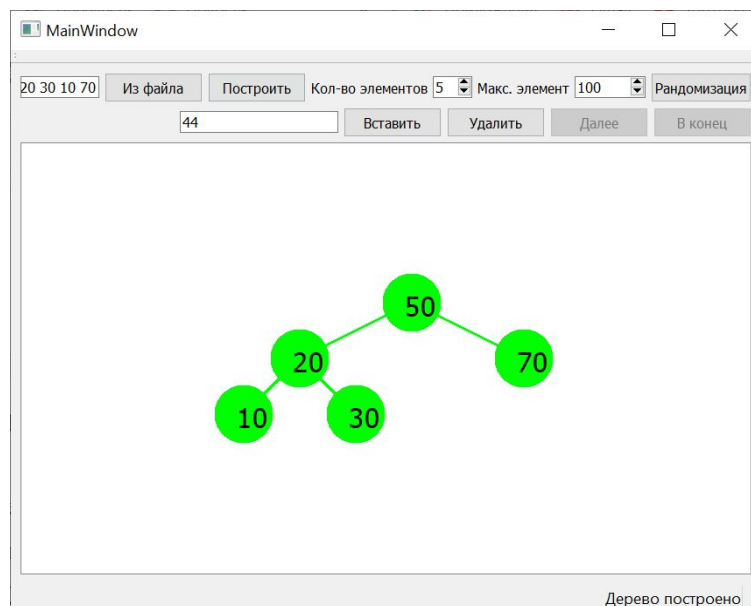 MainWindow
20 30 10 70 Из файла Построить Кол-во элементов 5 Макс. элемент 100 Рандомизация
44 Вставить Удалить Далее В конец
50
20 70
10 30
Дерево построено